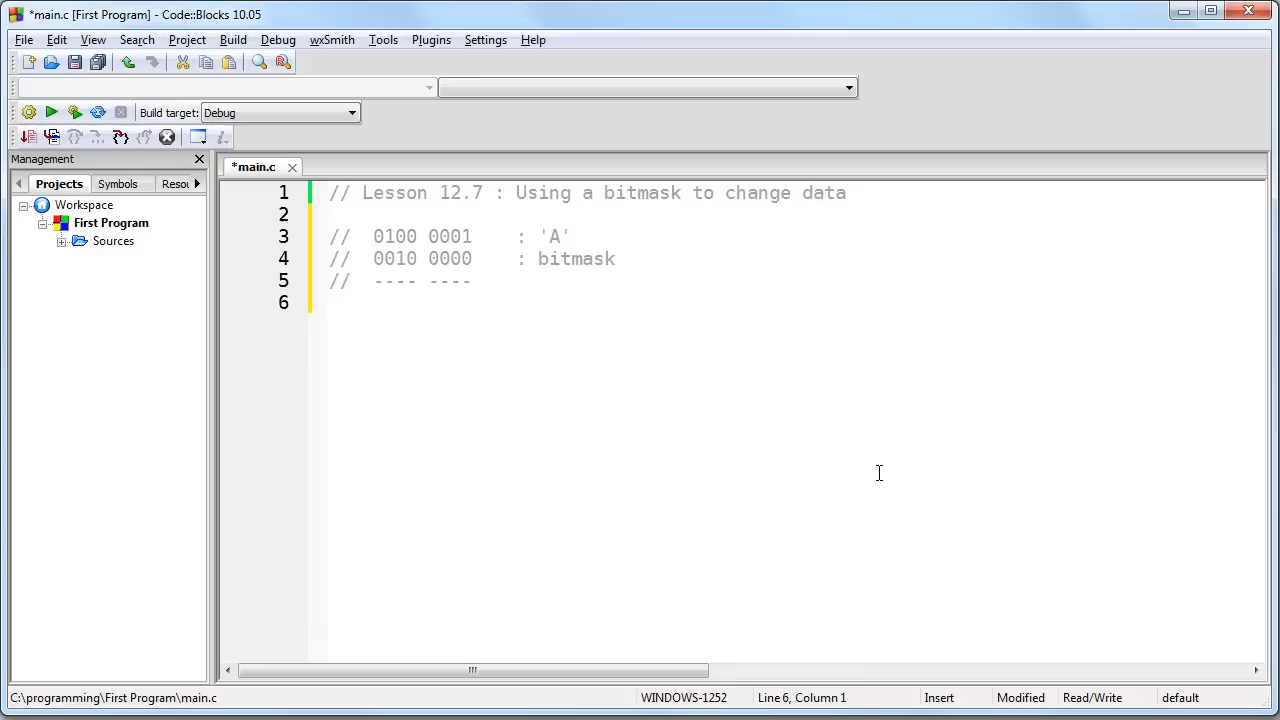 *main.c [First Program] - Code::Blocks 10.05
File Edit View Search Project Build Debug wxSmith Tools Plugins Settings Help
Build target: Debug
Management
*main.c
Projects Symbols Resou
Workspace
First Program
Sources
1 // Lesson 12.7 : Using a bitmask to change data
2
3 // 0100 0001 : 'A'
4 // 0010 0000 : bitmask
5 // ---- ----
6
C:\programming\First Program\main.c WINDOWS-1252 Line 6, Column 1 Insert Modified Read/Write default